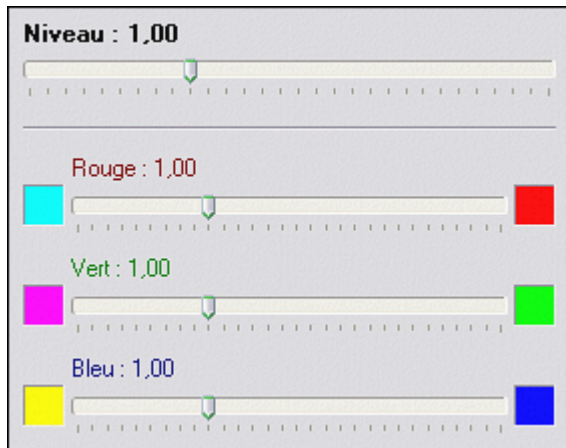 Niveau : 1,00
Rouge : 1,00
Vert : 1,00
Bleu : 1,00